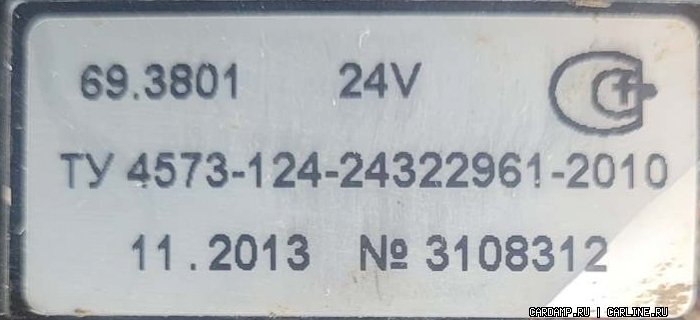 69.3801 24V
ТУ 4573-124-24322961-2010
11.2013 № 3108312
CARDAMP.RU | CARLINE.RU